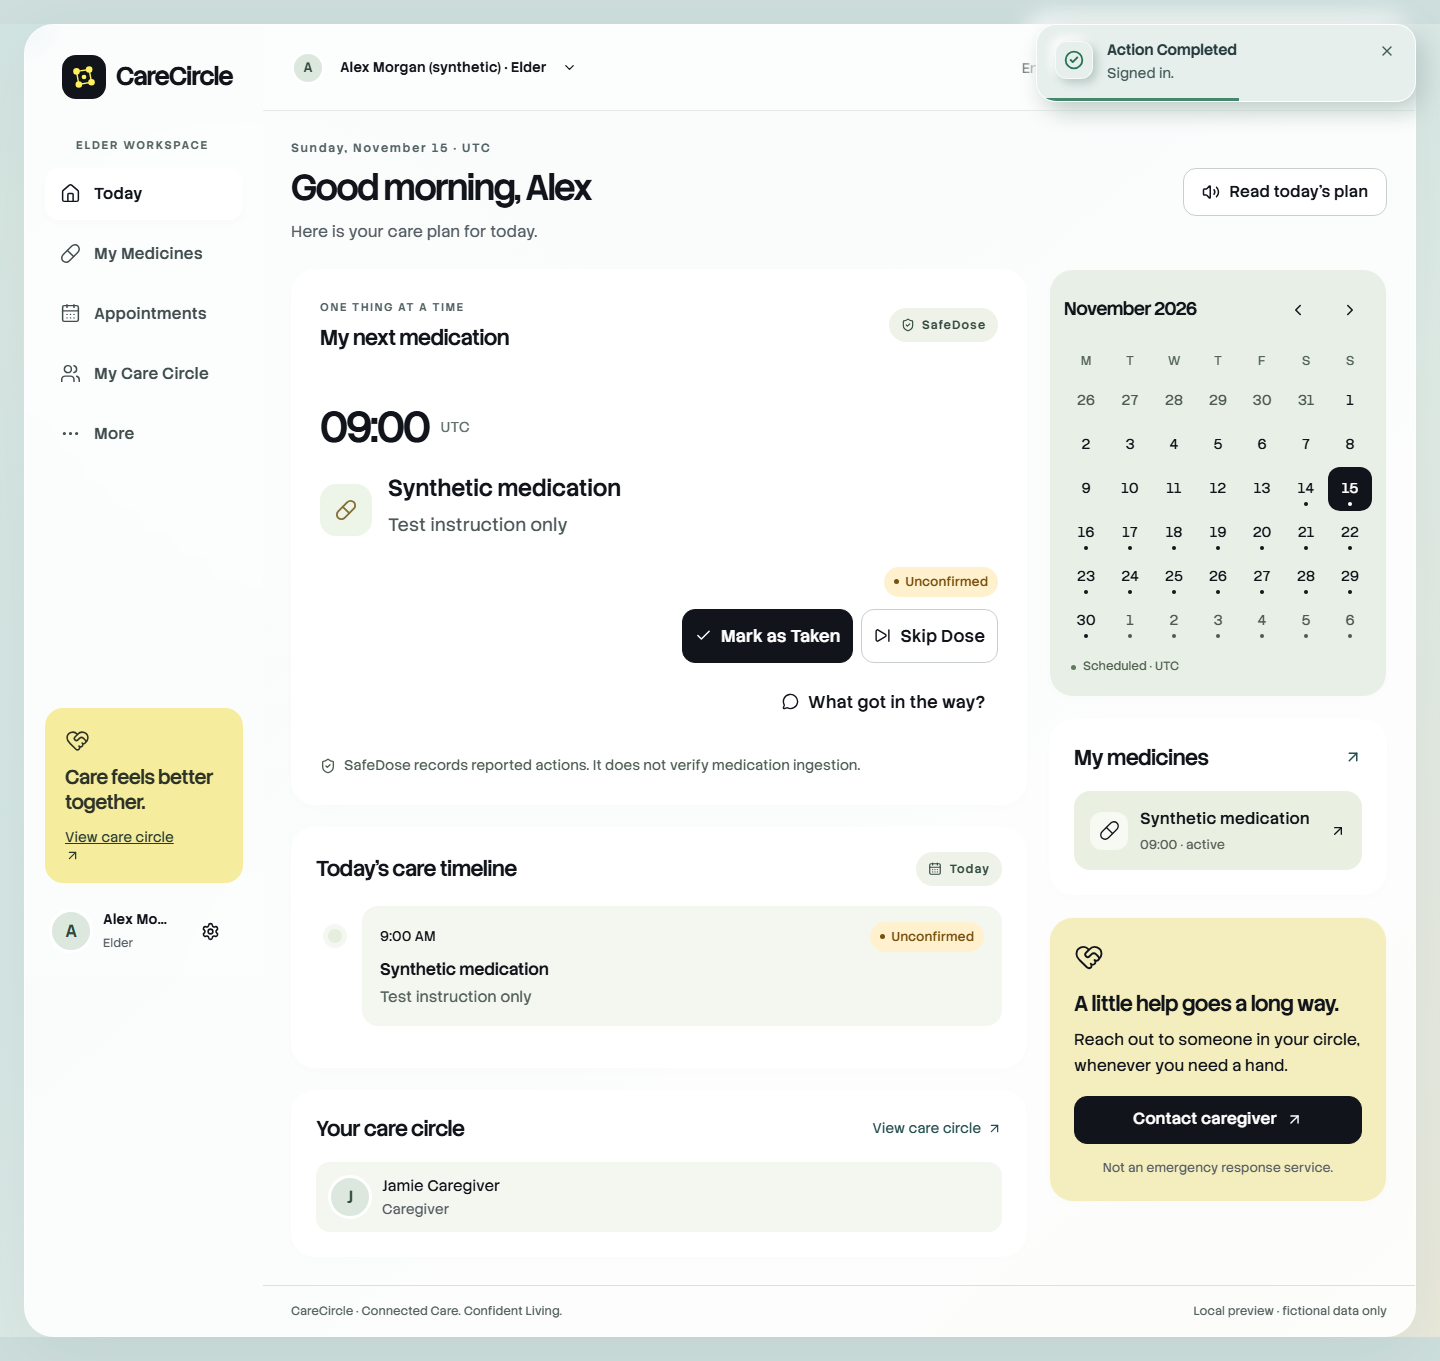 CareCircle
ELDER WORKSPACE
Today
My Medicines
Appointments
My Care Circle
More
Care feels better
together.
View care circle
A
Alex Mo...
Elder
A
Alex Morgan (synthetic) · Elder
Action Completed
Signed in.
Sunday, November 15 · UTC
Good morning, Alex
Here is your care plan for today.
Read today's plan
ONE THING AT A TIME
My next medication
SafeDose
09:00 UTC
Synthetic medication
Test instruction only
Unconfirmed
Mark as Taken
Skip Dose
What got in the way?
SafeDose records reported actions. It does not verify medication ingestion.
Today's care timeline
Today
9:00 AM
Unconfirmed
Synthetic medication
Test instruction only
Your care circle
View care circle
J
Jamie Caregiver
Caregiver
November 2026
M T W T F S S
26 27 28 29 30 31 1
2 3 4 5 6 7 8
9 10 11 12 13 14 15
16 17 18 19 20 21 22
23 24 25 26 27 28 29
30 1 2 3 4 5 6
Scheduled · UTC
My medicines
Synthetic medication
09:00 · active
A little help goes a long way.
Reach out to someone in your circle,
whenever you need a hand.
Contact caregiver
Not an emergency response service.
CareCircle · Connected Care. Confident Living.
Local preview · fictional data only